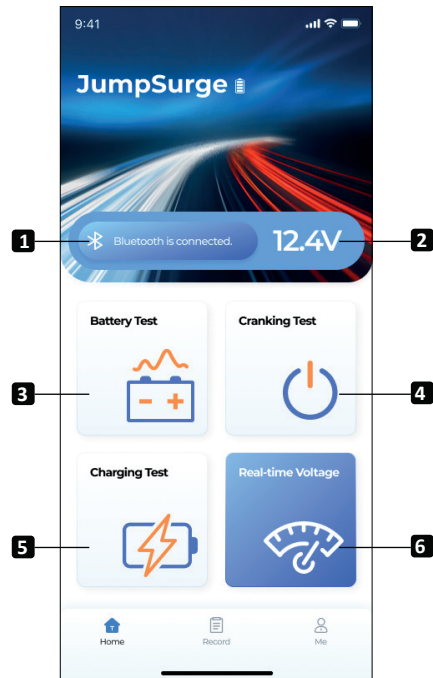 9:41
JumpSurge
1
Bluetooth is connected.
12.4V
2
Battery Test
Cranking Test
3
4
Charging Test
Real-time Voltage
5
6
Home
Record
Me